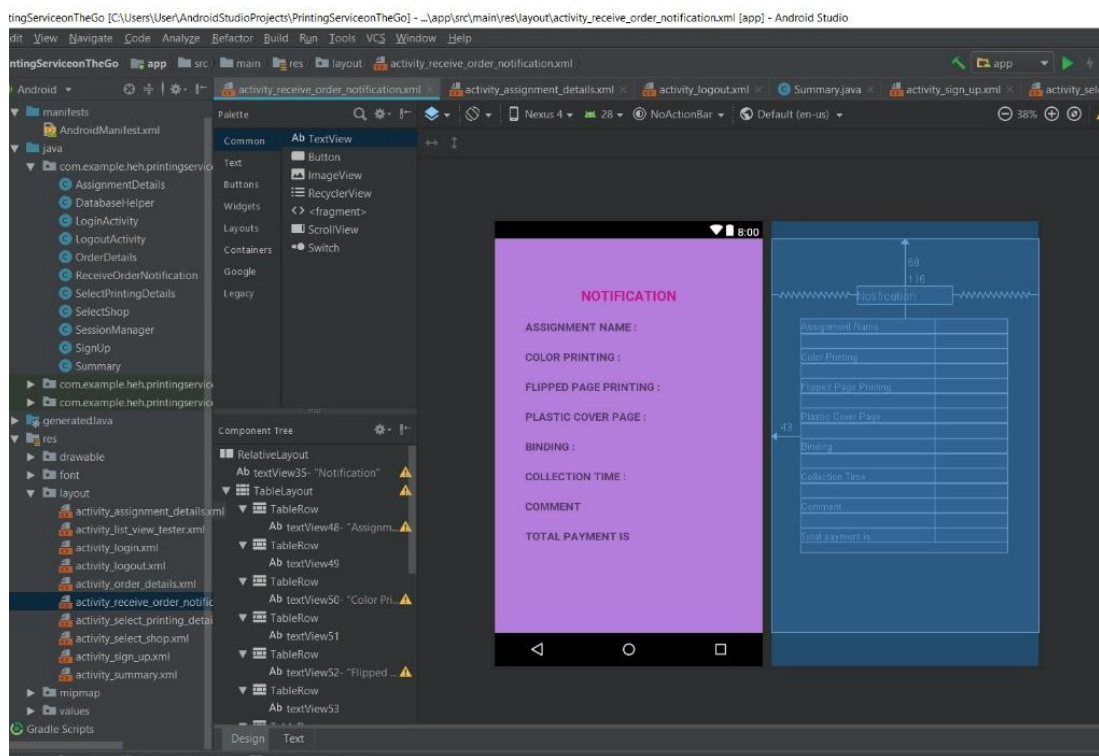 tingServiceonTheGo [C:\Users\User\AndroidStudioProjects\PrintingServiceonTheGo] - ...\app\src\main\res\layout\activity_receive_order_notification.xml [app] - Android Studio
dit View Navigate Code Analyze Refactor Build Run Tools VCS Window Help
ntingServiceonTheGo app src main res layout activity_receive_order_notification.xml app
Android
activity_receive_order_notification.xml activity_assignment_details.xml activity_logout.xml Summary.java activity_sign_up.xml activity_sel
manifests
AndroidManifest.xml
java
com.example.heh.printingservic
AssignmentDetails
DatabaseHelper
LoginActivity
LogoutActivity
OrderDetails
ReceiveOrderNotification
SelectPrintingDetails
SelectShop
SessionManager
SignUp
Summary
com.example.heh.printingservic
com.example.heh.printingservic
generatedJava
res
drawable
font
layout
activity_assignment_details.xml
activity_list_view_tester.xml
activity_login.xml
activity_logout.xml
activity_order_details.xml
activity_receive_order_notific
activity_select_printing_detai
activity_select_shop.xml
activity_sign_up.xml
activity_summary.xml
mipmap
values
Gradle Scripts
Palette
Common
Text
Buttons
Widgets
Layouts
Containers
Google
Legacy
Ab TextView
Button
ImageView
RecyclerView
<> <fragment>
ScrollView
Switch
Component Tree
RelativeLayout
Ab textView35- "Notification"
TableLayout
TableRow
Ab textView48- "Assignm...
TableRow
Ab textView49
TableRow
Ab textView50- "Color Pri...
TableRow
Ab textView51
TableRow
Ab textView52- "Flipped ...
TableRow
Ab textView53
Design Text
Nexus 4 28 NoActionBar Default (en-us) 38%
8:00
NOTIFICATION
ASSIGNMENT NAME :
COLOR PRINTING :
FLIPPED PAGE PRINTING :
PLASTIC COVER PAGE :
BINDING :
COLLECTION TIME :
COMMENT
TOTAL PAYMENT IS
68
116
Notification
Assignment Name
Color Printing
Flipped Page Printing
Plastic Cover Page :
43
Binding :
Collection Time
Comment
Total payment is